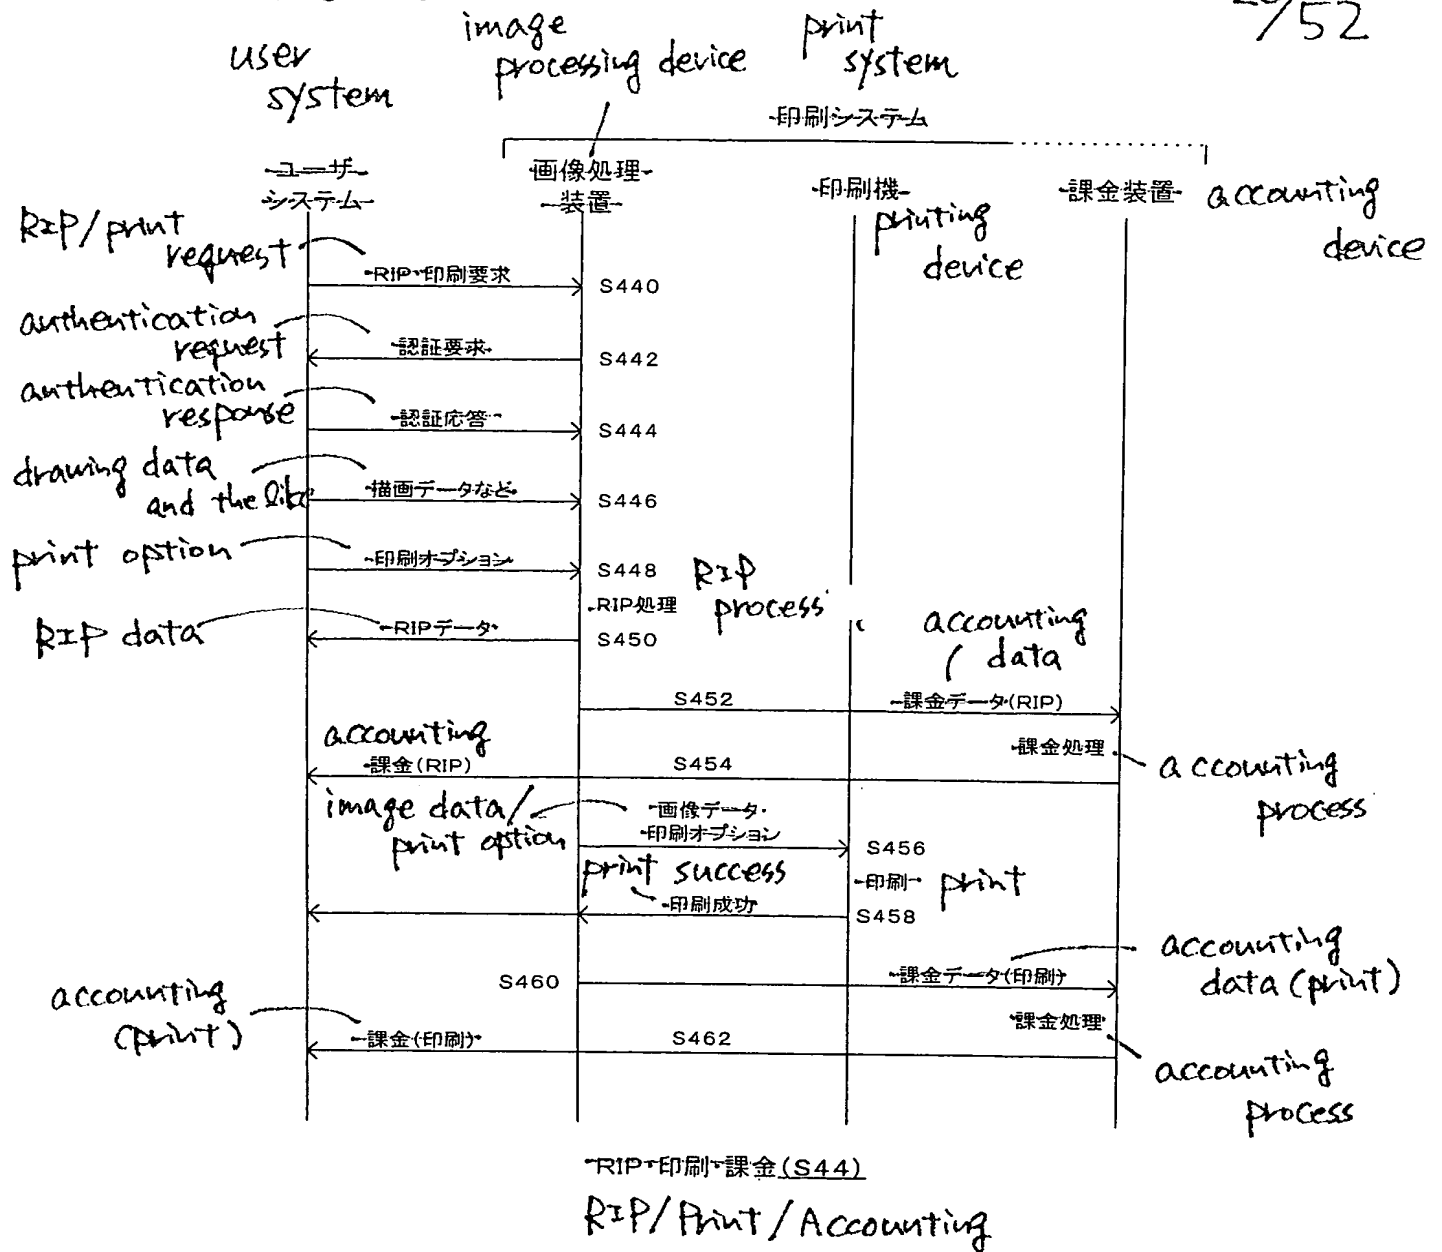 /52
image
processing device
print
system
user
system
印刷システム
ユーザ
システム
画像処理
装置
印刷機
課金装置
accounting
device
printing
device
RIP/print
request
RIP・印刷要求
S440
authentication
request
認証要求
S442
authentication
response
認証応答
S444
drawing data
and the like
描画データなど
S446
print option
印刷オプション
S448
RIP
process
RIP処理
RIP data
RIPデータ
S450
accounting
data
S452
課金データ(RIP)
accounting
課金(RIP)
S454
課金処理
accounting
process
image data/
print option
画像データ・
印刷オプション
S456
print success
印刷
print
印刷成功
S458
S460
課金データ(印刷)
accounting
data (print)
accounting
(print)
課金(印刷)
S462
課金処理
accounting
process
RIP・印刷・課金(S44)
RIP/Print/Accounting